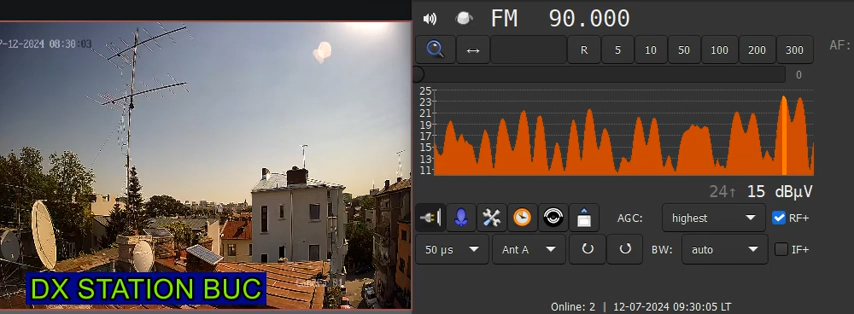 7-12-2024 08:30:03
DX STATION BUC
FM 90.000
AF:
R 5 10 50 100 200 300
0
25
23
21
19
17
15
13
11
24↑ 15 dBµV
AGC: highest RF+
50 µs Ant A BW: auto IF+
Online: 2 | 12-07-2024 09:30:05 LT